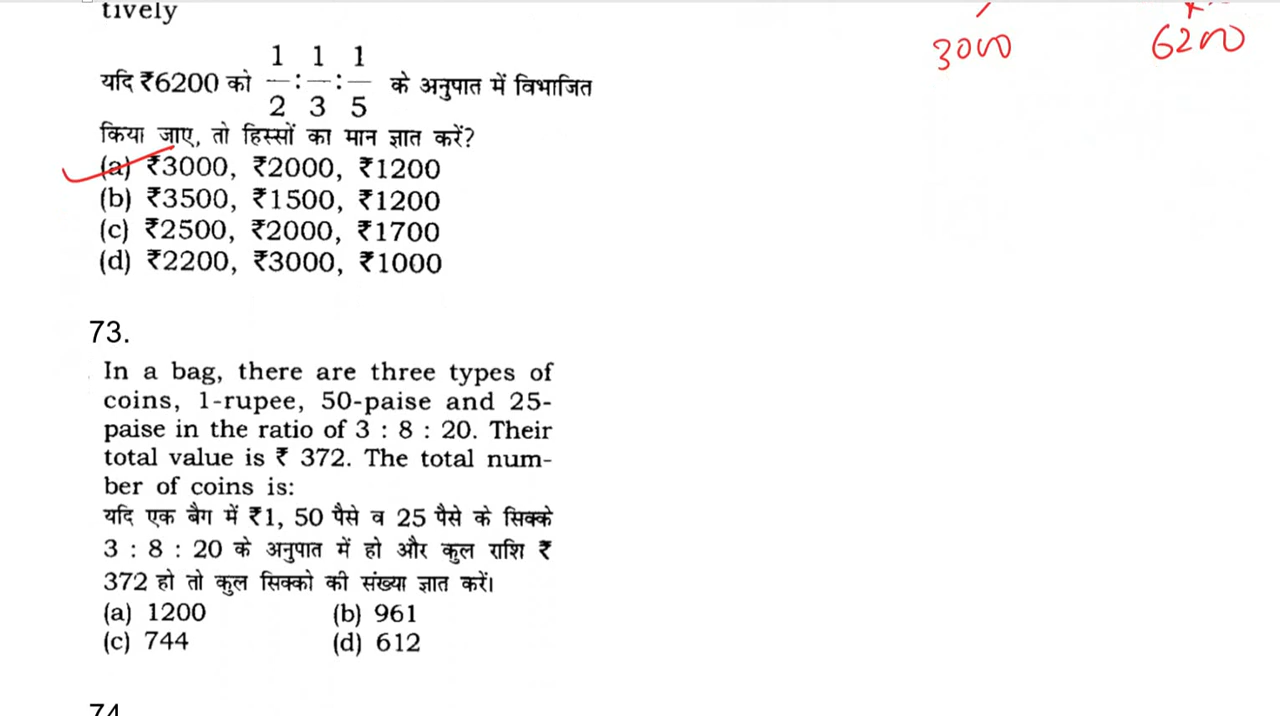 tively
3000
6200
यदि ₹6200 को 1/2 : 1/3 : 1/5 के अनुपात में विभाजित
किया जाए, तो हिस्सों का मान ज्ञात करें?
(a) ₹3000, ₹2000, ₹1200
(b) ₹3500, ₹1500, ₹1200
(c) ₹2500, ₹2000, ₹1700
(d) ₹2200, ₹3000, ₹1000
73.
In a bag, there are three types of
coins, 1-rupee, 50-paise and 25-
paise in the ratio of 3 : 8 : 20. Their
total value is ₹ 372. The total num-
ber of coins is:
यदि एक बैग में ₹1, 50 पैसे व 25 पैसे के सिक्के
3 : 8 : 20 के अनुपात में हो और कुल राशि ₹
372 हो तो कुल सिक्को की संख्या ज्ञात करें।
(a) 1200 (b) 961
(c) 744 (d) 612
74